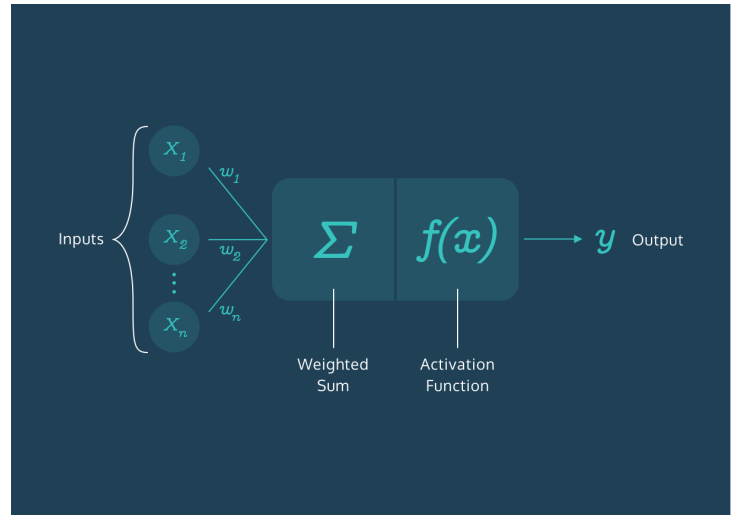 X₁
w₁
Inputs
X₂
w₂
Σ
f(x)
y
Output
Xₙ
wₙ
Weighted
Sum
Activation
Function